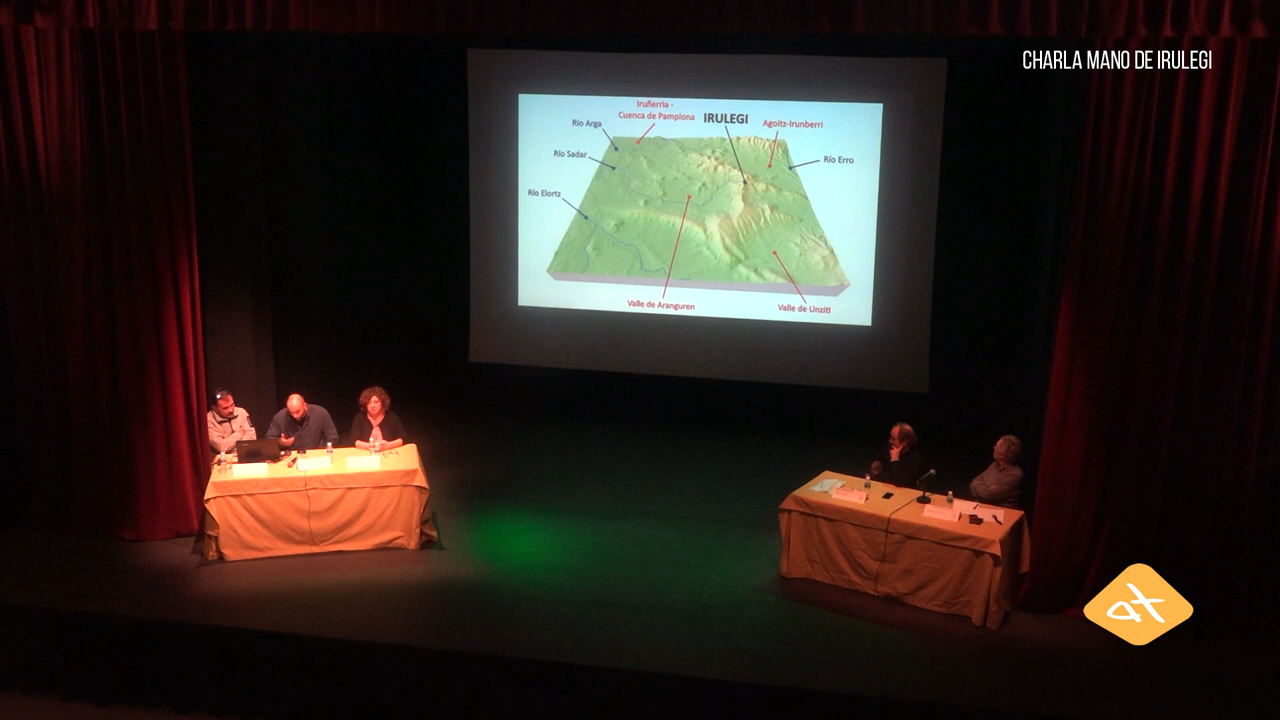 CHARLA MANO DE IRULEGI
Iruñerria -
Cuenca de Pamplona
IRULEGI
Agoitz-Irunberri
Río Arga
Río Sadar
Río Erro
Río Elortz
Valle de Aranguren
Valle de Unziti
ax